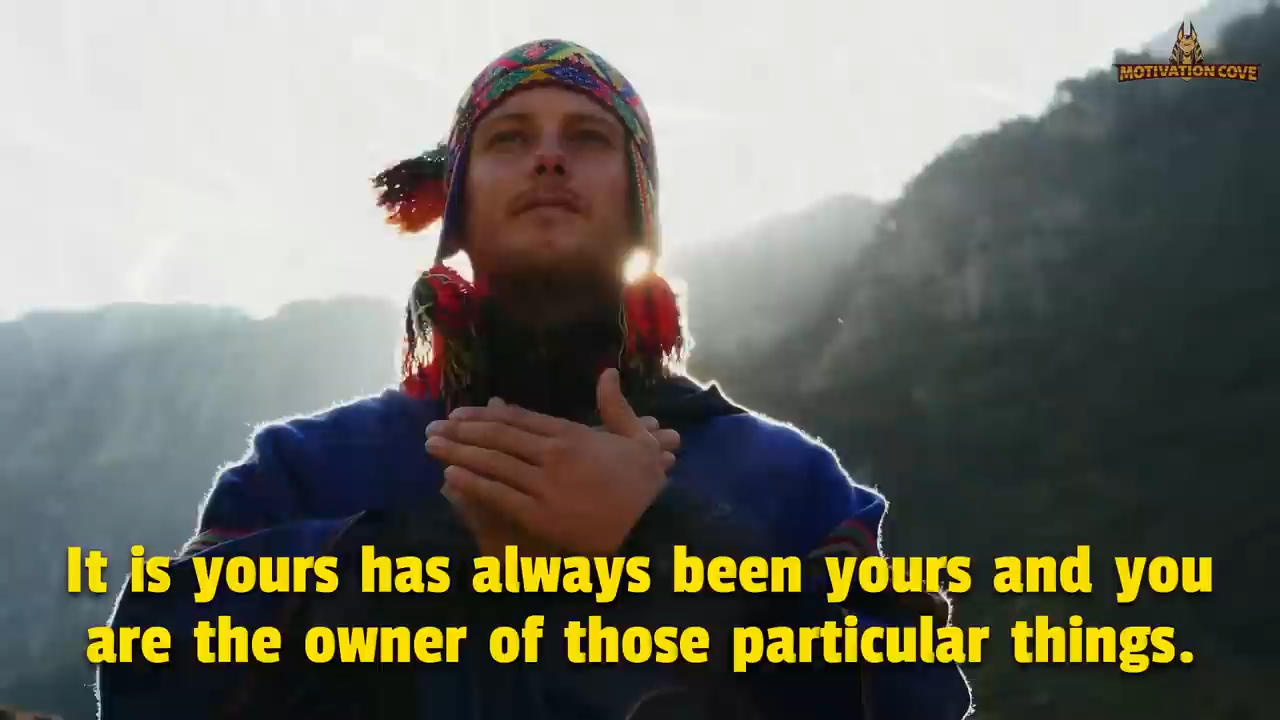 MOTIVATION COVE
It is yours has always been yours and you
are the owner of those particular things.